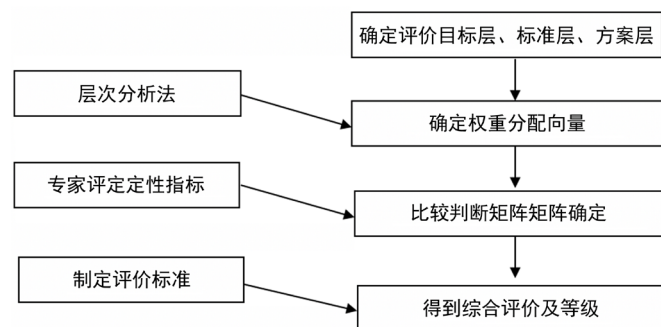 确定评价目标层、标准层、方案层
层次分析法
确定权重分配向量
专家评定定性指标
比较判断矩阵矩阵确定
制定评价标准
得到综合评价及等级